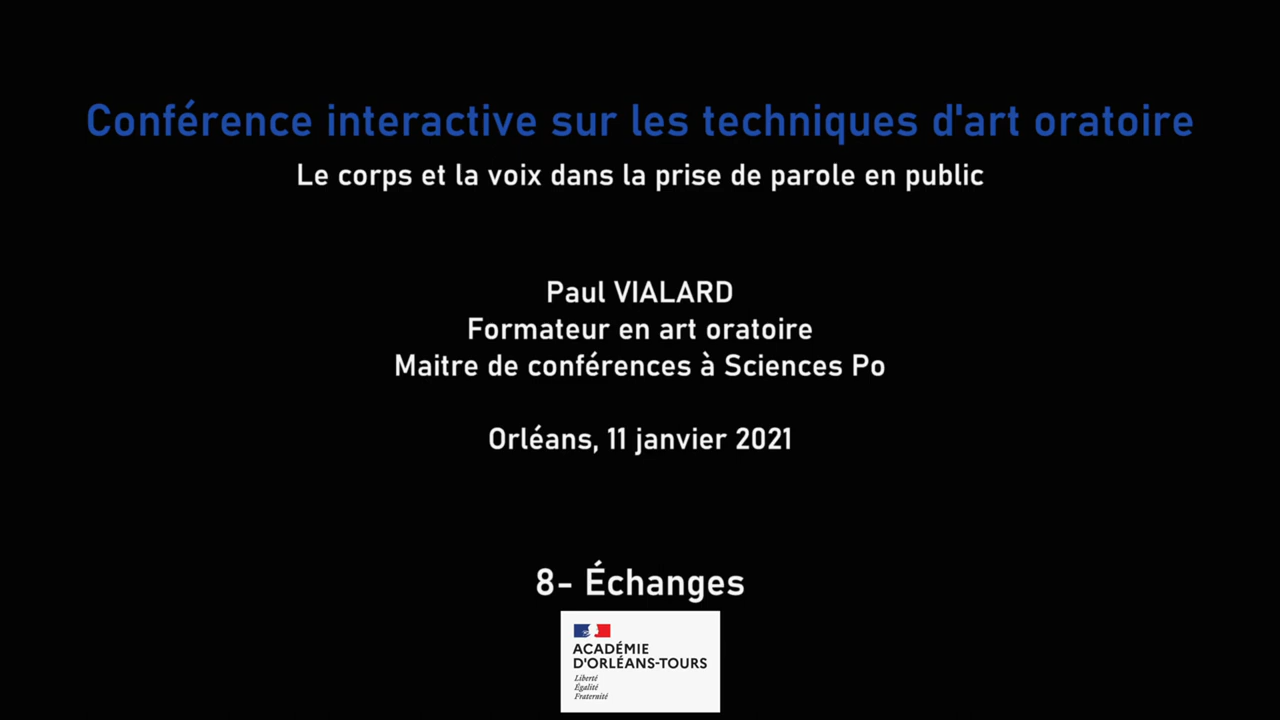 Conférence interactive sur les techniques d'art oratoire
Le corps et la voix dans la prise de parole en public
Paul VIALARD
Formateur en art oratoire
Maitre de conférences à Sciences Po
Orléans, 11 janvier 2021
8- Échanges
ACADÉMIE
D'ORLÉANS-TOURS
Liberté
Égalité
Fraternité